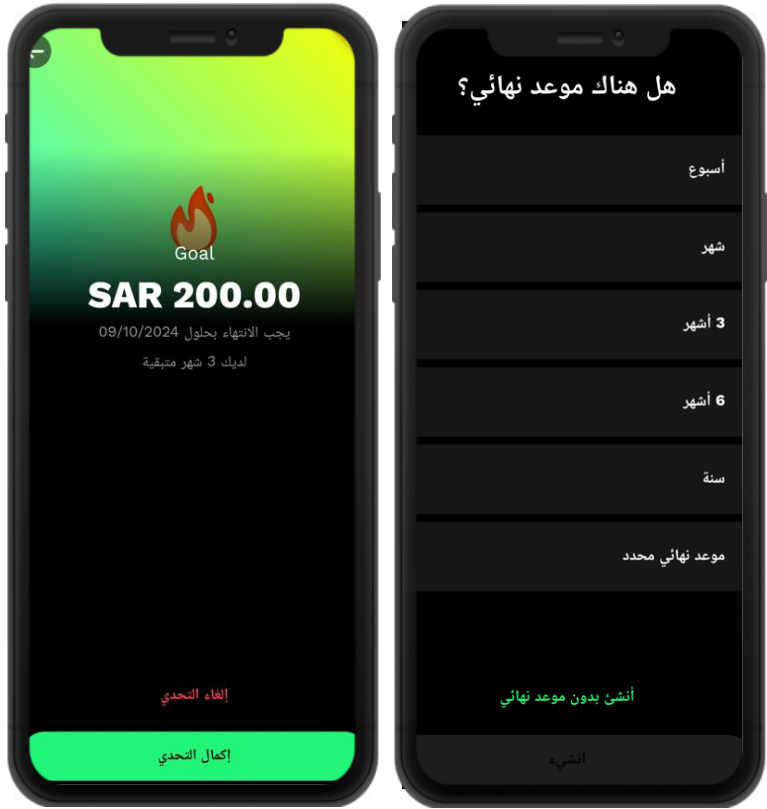 Goal
SAR 200.00
يجب الانتهاء بحلول 09/10/2024
لديك 3 شهر متبقية
إلغاء التحدي
إكمال التحدي
هل هناك موعد نهائي؟
أسبوع
شهر
3 أشهر
6 أشهر
سنة
موعد نهائي محدد
أنشئ بدون موعد نهائي
انشيء